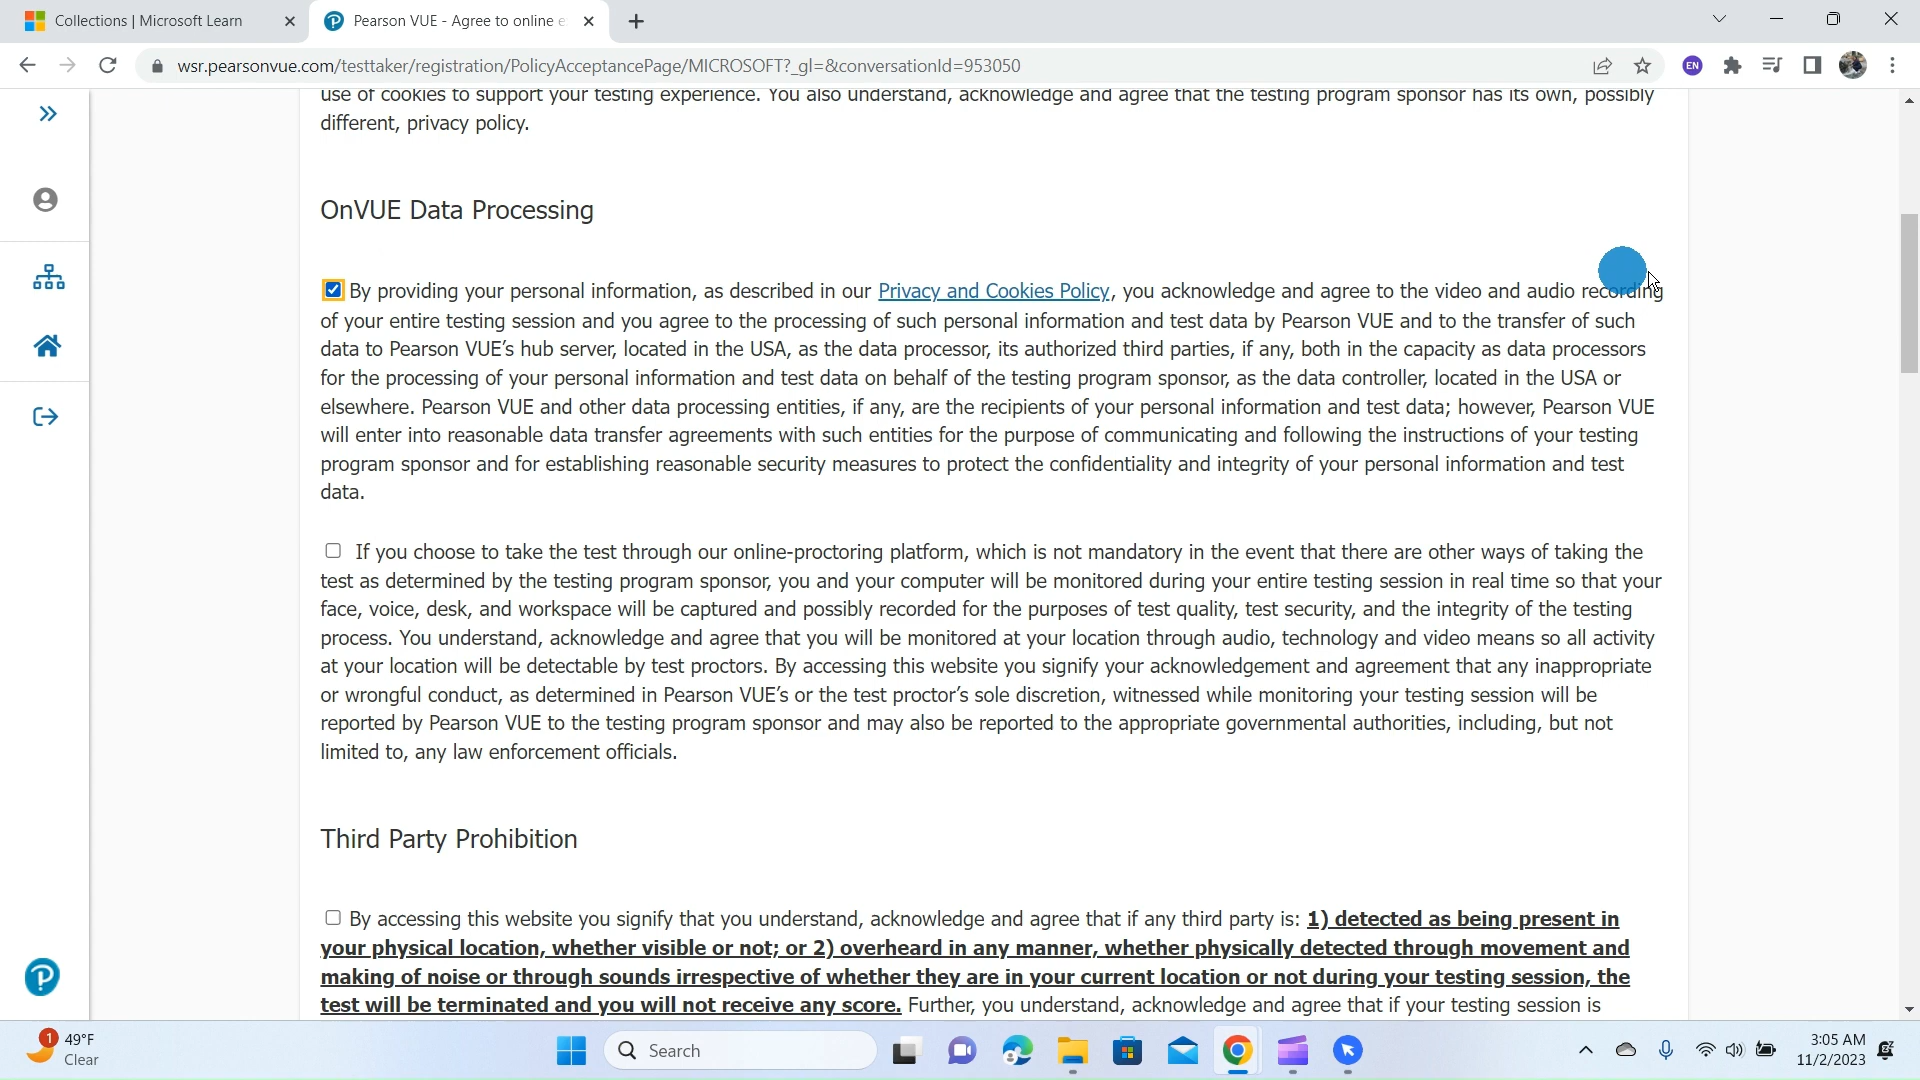 Collections | Microsoft Learn
Pearson VUE - Agree to online e
wsr.pearsonvue.com/testtaker/registration/PolicyAcceptancePage/MICROSOFT?_gl=&conversationId=953050
EN
use of cookies to support your testing experience. You also understand, acknowledge and agree that the testing program sponsor has its own, possibly
different, privacy policy.
OnVUE Data Processing
By providing your personal information, as described in our Privacy and Cookies Policy, you acknowledge and agree to the video and audio recording
of your entire testing session and you agree to the processing of such personal information and test data by Pearson VUE and to the transfer of such
data to Pearson VUE's hub server, located in the USA, as the data processor, its authorized third parties, if any, both in the capacity as data processors
for the processing of your personal information and test data on behalf of the testing program sponsor, as the data controller, located in the USA or
elsewhere. Pearson VUE and other data processing entities, if any, are the recipients of your personal information and test data; however, Pearson VUE
will enter into reasonable data transfer agreements with such entities for the purpose of communicating and following the instructions of your testing
program sponsor and for establishing reasonable security measures to protect the confidentiality and integrity of your personal information and test
data.
If you choose to take the test through our online-proctoring platform, which is not mandatory in the event that there are other ways of taking the
test as determined by the testing program sponsor, you and your computer will be monitored during your entire testing session in real time so that your
face, voice, desk, and workspace will be captured and possibly recorded for the purposes of test quality, test security, and the integrity of the testing
process. You understand, acknowledge and agree that you will be monitored at your location through audio, technology and video means so all activity
at your location will be detectable by test proctors. By accessing this website you signify your acknowledgement and agreement that any inappropriate
or wrongful conduct, as determined in Pearson VUE's or the test proctor's sole discretion, witnessed while monitoring your testing session will be
reported by Pearson VUE to the testing program sponsor and may also be reported to the appropriate governmental authorities, including, but not
limited to, any law enforcement officials.
Third Party Prohibition
By accessing this website you signify that you understand, acknowledge and agree that if any third party is: 1) detected as being present in
your physical location, whether visible or not; or 2) overheard in any manner, whether physically detected through movement and
making of noise or through sounds irrespective of whether they are in your current location or not during your testing session, the
test will be terminated and you will not receive any score. Further, you understand, acknowledge and agree that if your testing session is
1
49°F
Clear
Search
3:05 AM
11/2/2023